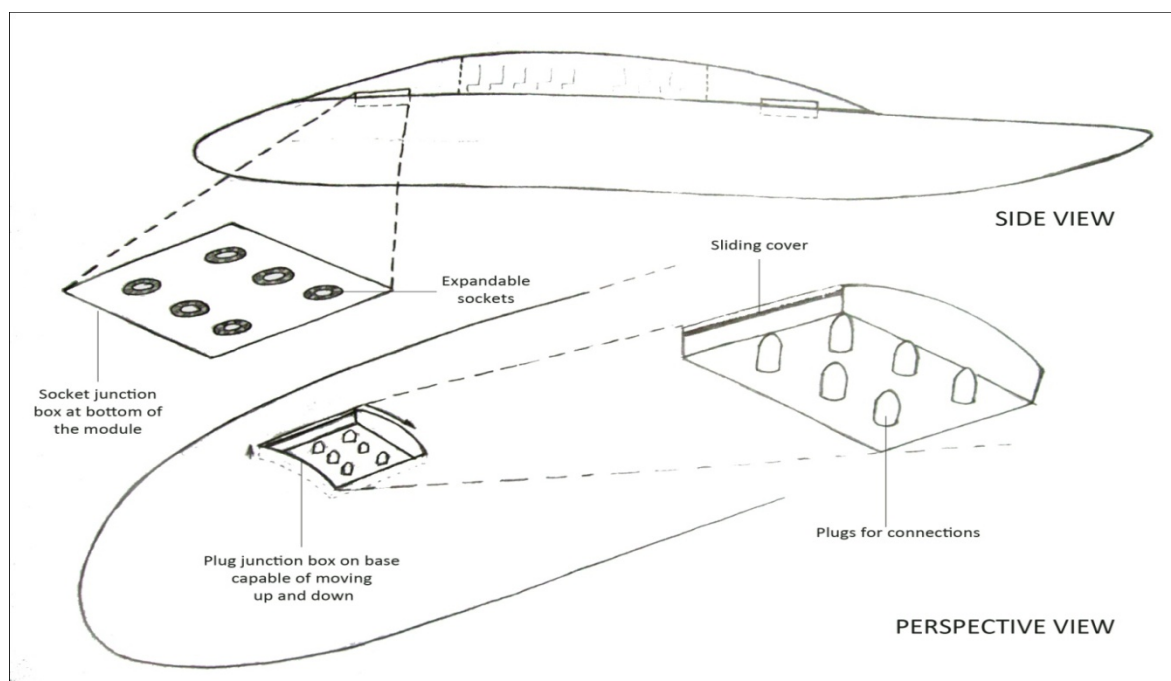 SIDE VIEW
Sliding cover
Expandable
sockets
Socket junction
box at bottom of
the module
Plug junction box on base
capable of moving
up and down
Plugs for connections
PERSPECTIVE VIEW